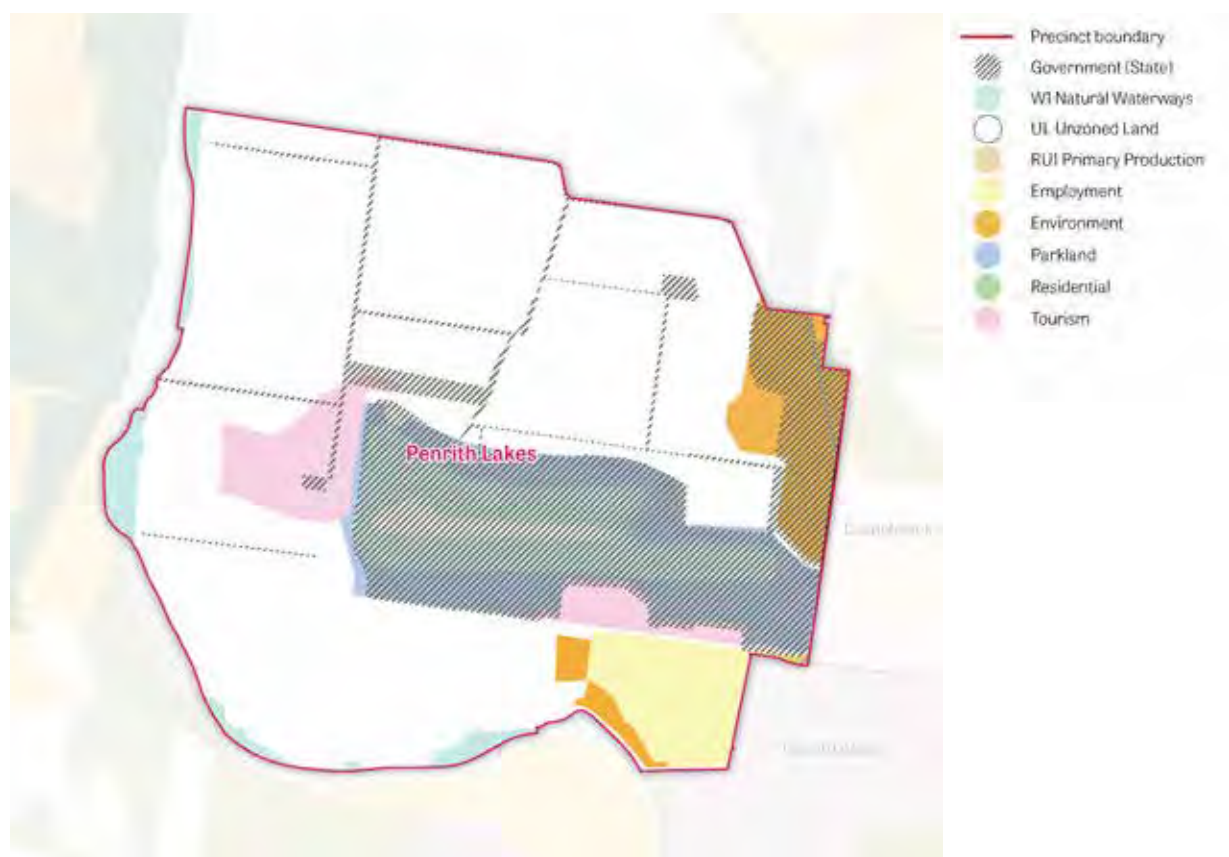 Precinct boundary
Government (State)
W1 Natural Waterways
UL Unzoned Land
RU1 Primary Production
Employment
Environment
Parkland
Residential
Tourism
Penrith Lakes